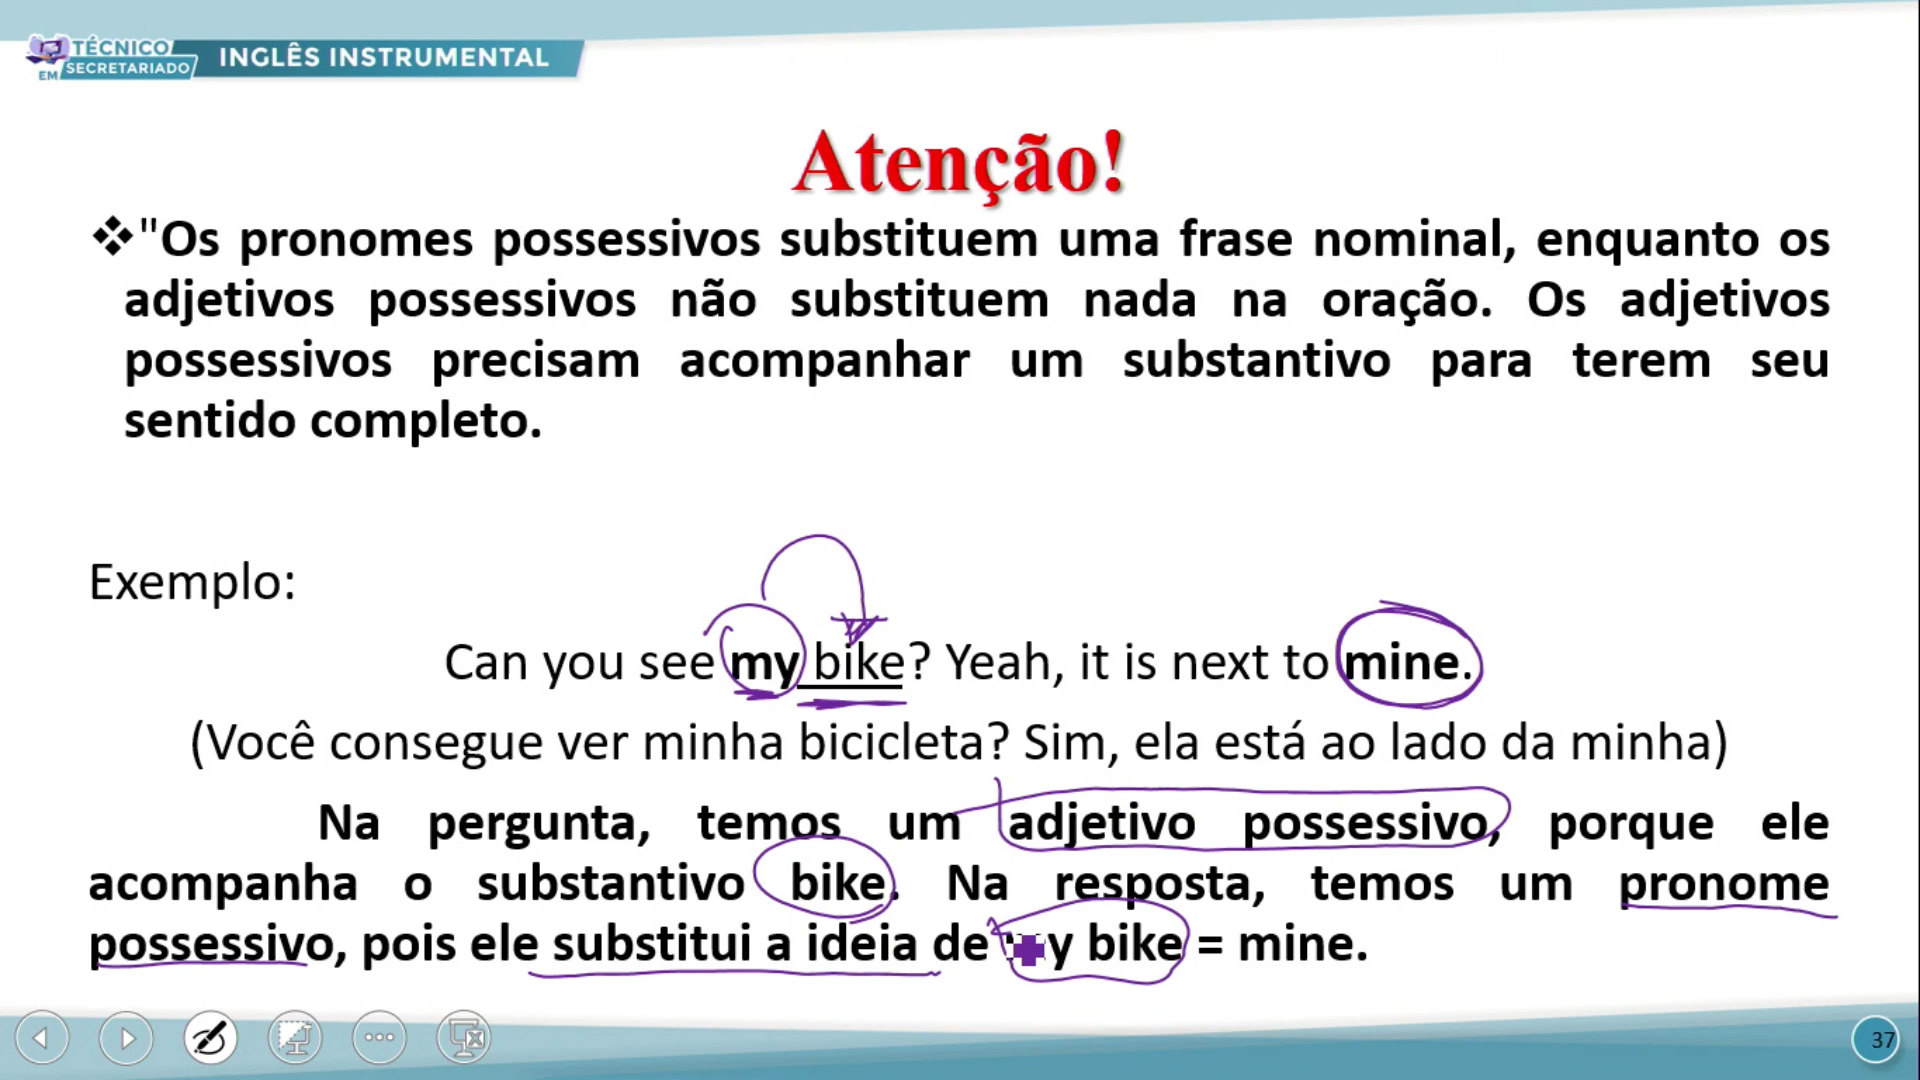 TÉCNICO
EM SECRETARIADO
INGLÊS INSTRUMENTAL
Atenção!
❖"Os pronomes possessivos substituem uma frase nominal, enquanto os
adjetivos possessivos não substituem nada na oração. Os adjetivos
possessivos precisam acompanhar um substantivo para terem seu
sentido completo.
Exemplo:
Can you see my bike? Yeah, it is next to mine.
(Você consegue ver minha bicicleta? Sim, ela está ao lado da minha)
Na pergunta, temos um adjetivo possessivo, porque ele
acompanha o substantivo bike. Na resposta, temos um pronome
possessivo, pois ele substitui a ideia de my bike = mine.
37